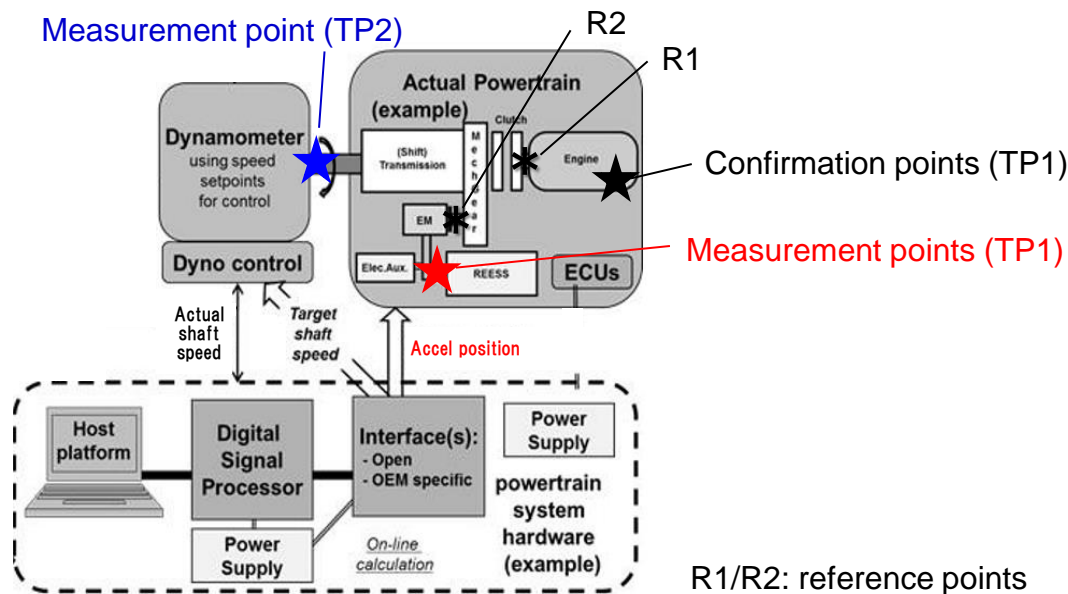 Measurement point (TP2)
R2
R1
Actual Powertrain
(example)
Clutch
Dynamometer
using speed
setpoints
for control
(Shift)
Transmission
Mech.Gear
Engine
Confirmation points (TP1)
EM
Measurement points (TP1)
Elec.Aux.
REESS
ECUs
Dyno control
Actual
shaft
speed
Target
shaft
speed
Accel position
Host
platform
Digital
Signal
Processor
Interface(s):
- Open
- OEM specific
Power
Supply
powertrain
system
hardware
(example)
Power
Supply
On-line
calculation
R1/R2: reference points